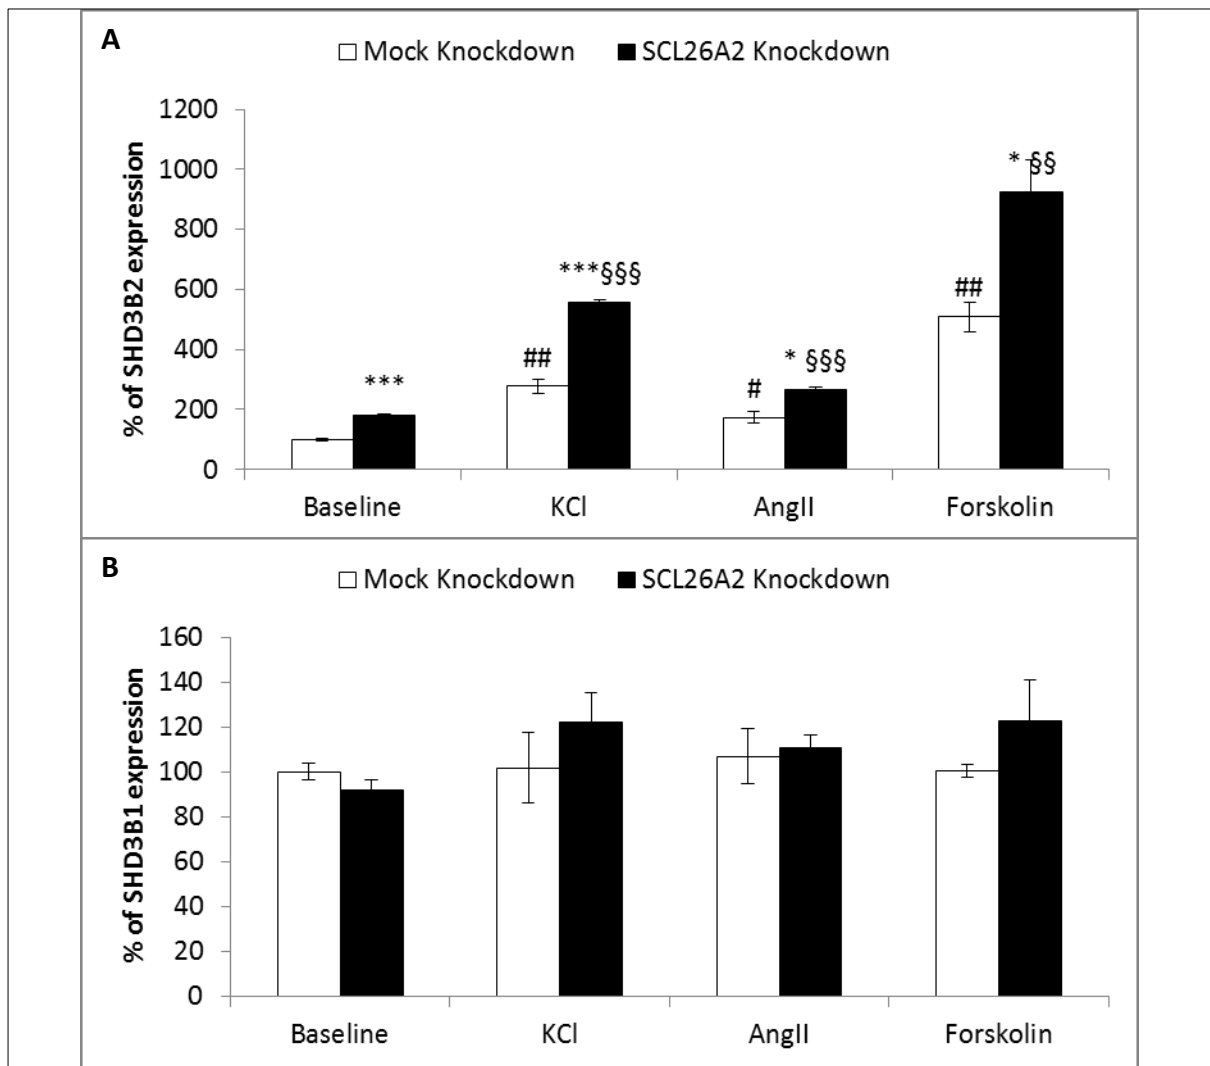 A
Mock Knockdown SCL26A2 Knockdown
% of SHD3B2 expression
1200
1000
800
600
400
200
0
* §§
***§§§
##
##
* §§§
#
***
Baseline KCl AngII Forskolin
B
Mock Knockdown SCL26A2 Knockdown
% of SHD3B1 expression
160
140
120
100
80
60
40
20
0
Baseline KCl AngII Forskolin